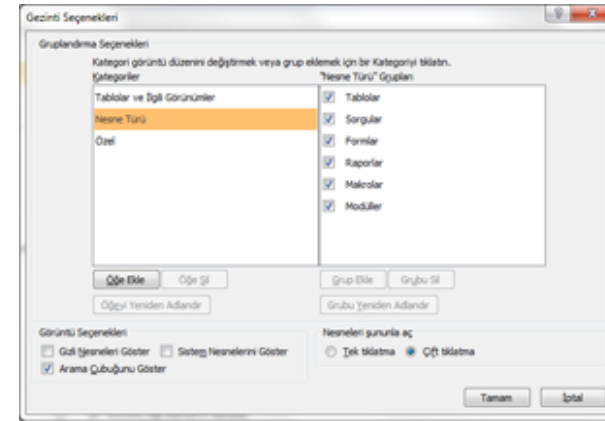 Gezinti Seçenekleri
Gruplandırma Seçenekleri
Kategori görüntü düzenini değiştirmek veya grup eklemek için bir Kategoriyi tıklatın.
Kategoriler
"Nesne Türü" Grupları
Tablolar ve İlgili Görünümler
Nesne Türü
Özel
Tablolar
Sorgular
Formlar
Raporlar
Makrolar
Modüller
Öğe Ekle
Öğe Sil
Grup Ekle
Grubu Sil
Öğeyi Yeniden Adlandır
Grubu Yeniden Adlandır
Görüntü Seçenekleri
Nesneleri şununla aç
Gizli Nesneleri Göster
Sistem Nesnelerini Göster
Tek tıklatma
Çift tıklatma
Arama Çubuğunu Göster
Tamam
İptal